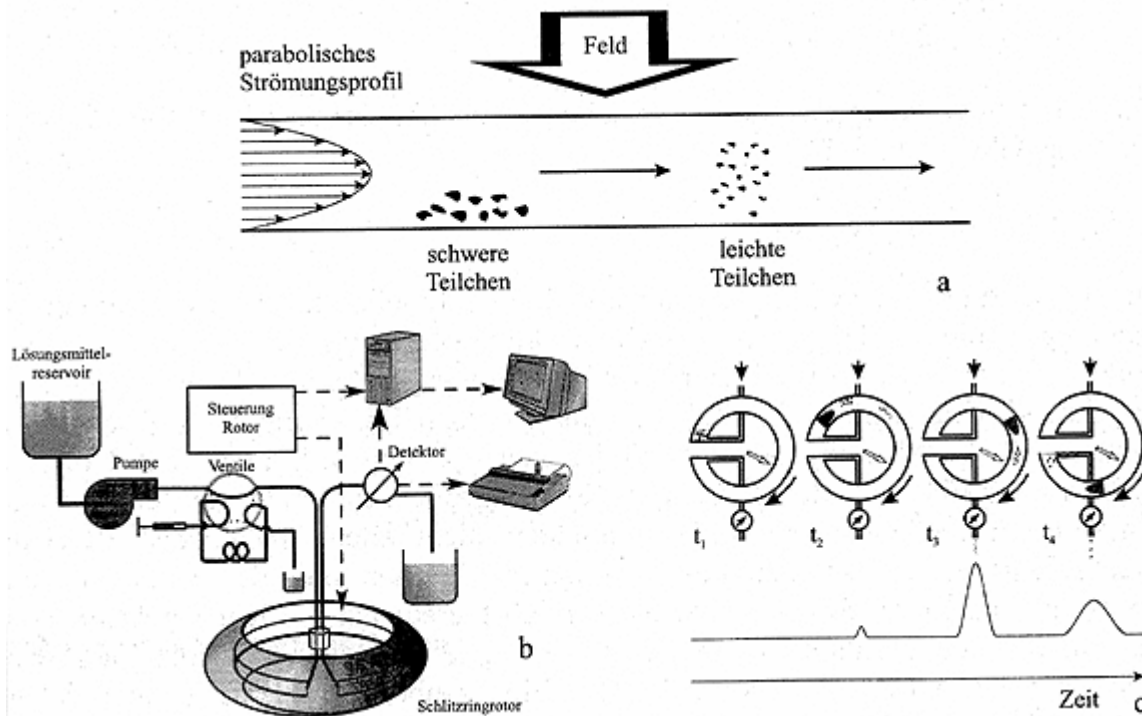 parabolisches
Strömungsprofil
Feld
schwere
Teilchen
leichte
Teilchen
a
Lösungsmittel-
reservoir
Steuerung
Rotor
Pumpe
Ventile
Detektor
b
Schlitzringrotor
t₁
t₂
t₃
t₄
Zeit
c